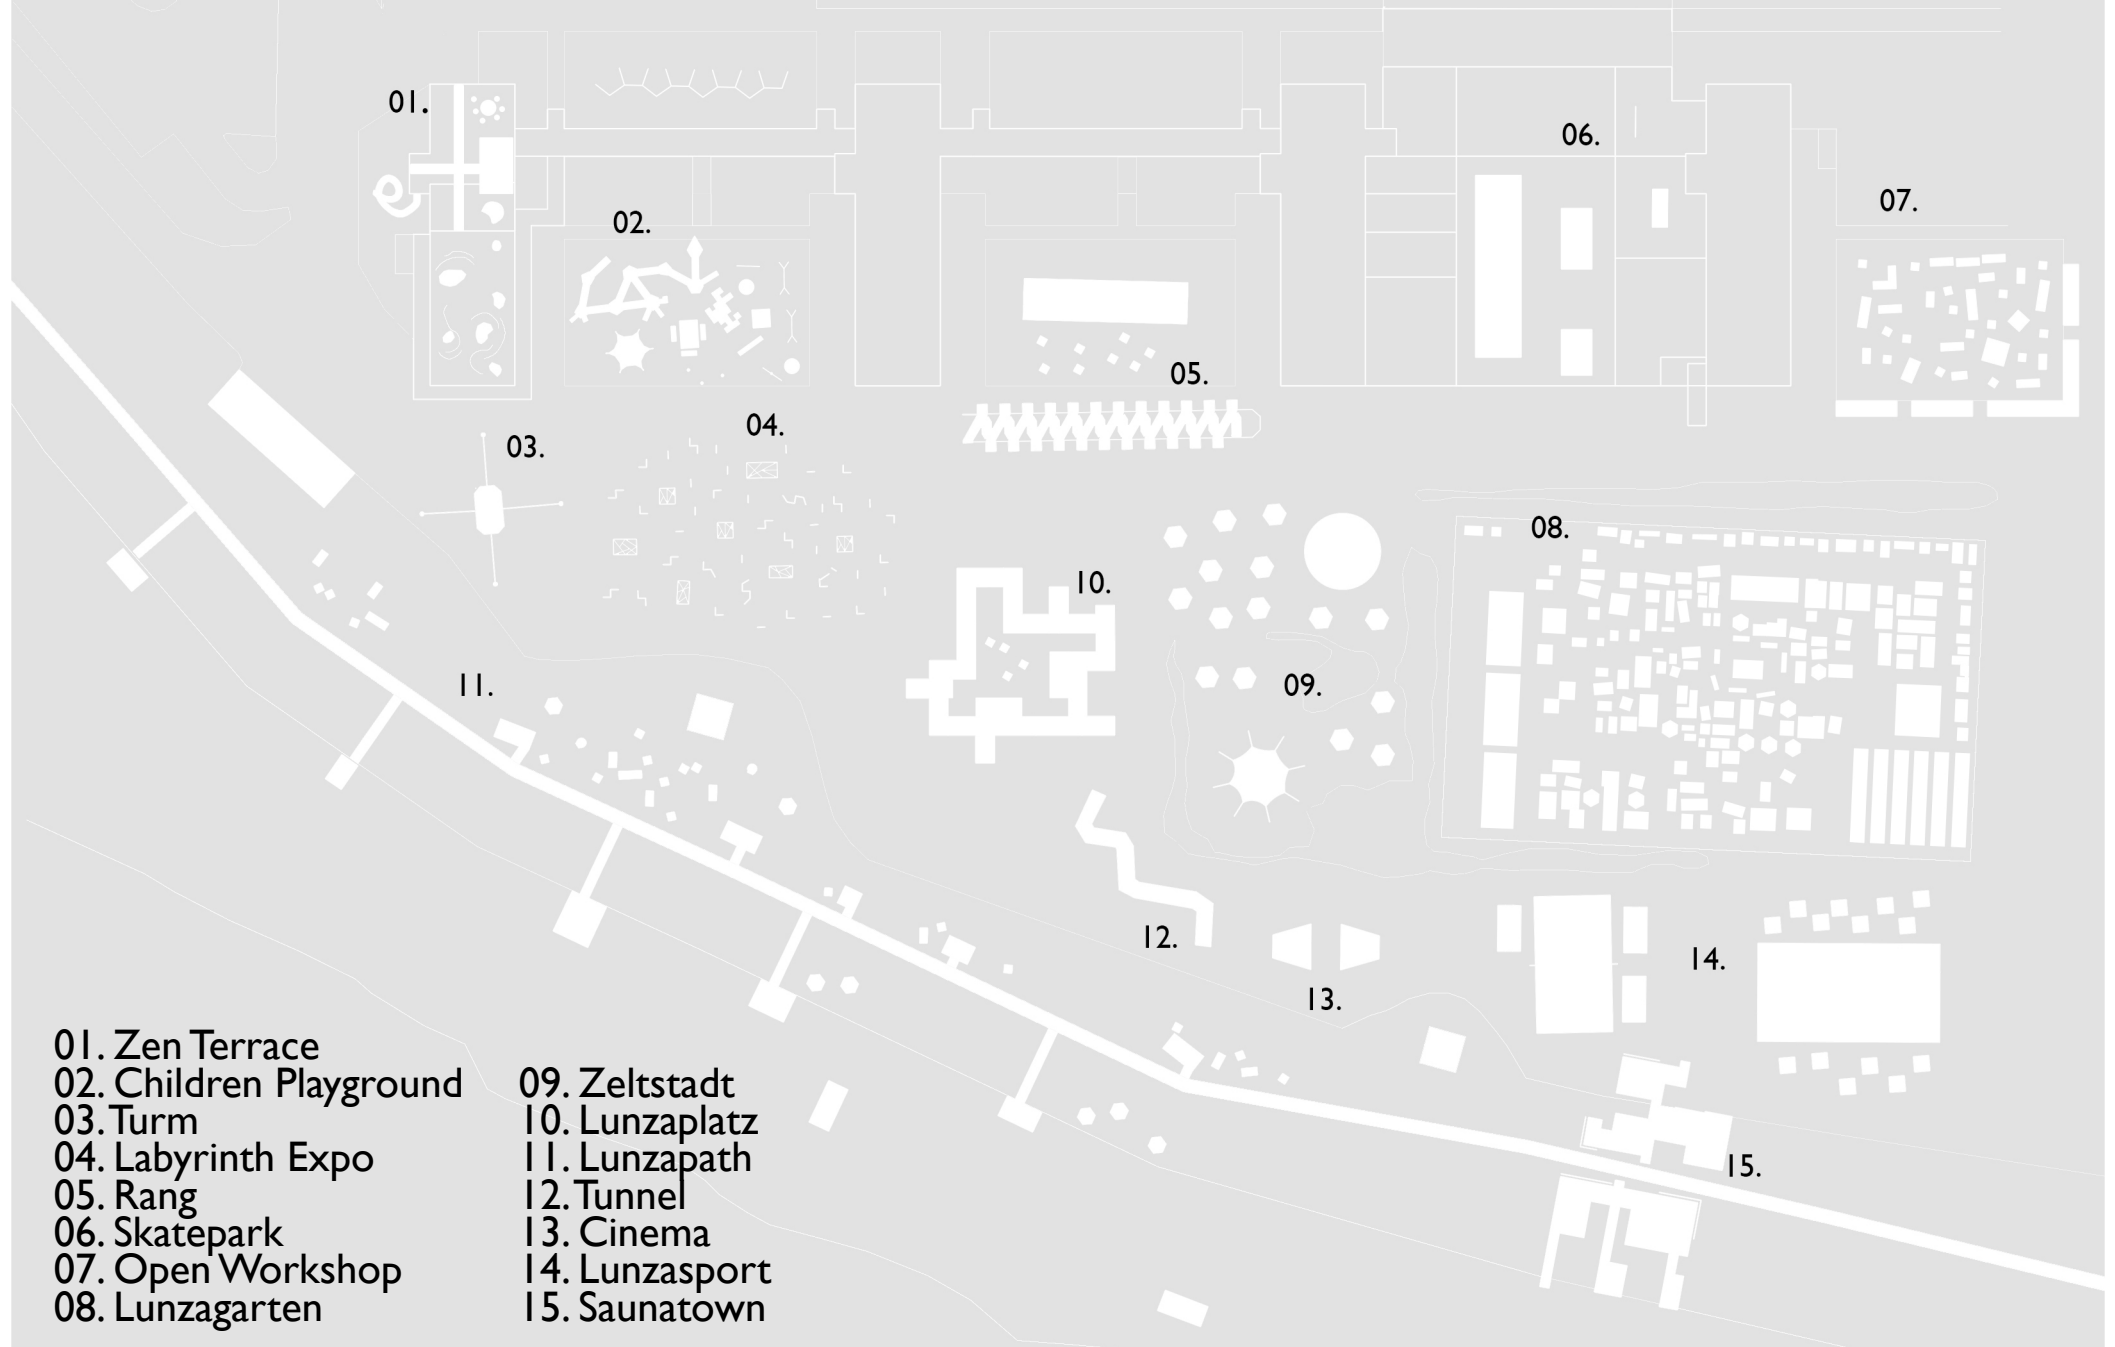 01.
06.
07.
02.
05.
04.
03.
08.
10.
11.
09.
12.
14.
13.
15.
01. Zen Terrace
02. Children Playground
03. Turm
04. Labyrinth Expo
05. Rang
06. Skatepark
07. Open Workshop
08. Lunzagarten
09. Zeltstadt
10. Lunzaplatz
11. Lunzapath
12. Tunnel
13. Cinema
14. Lunzasport
15. Saunatown